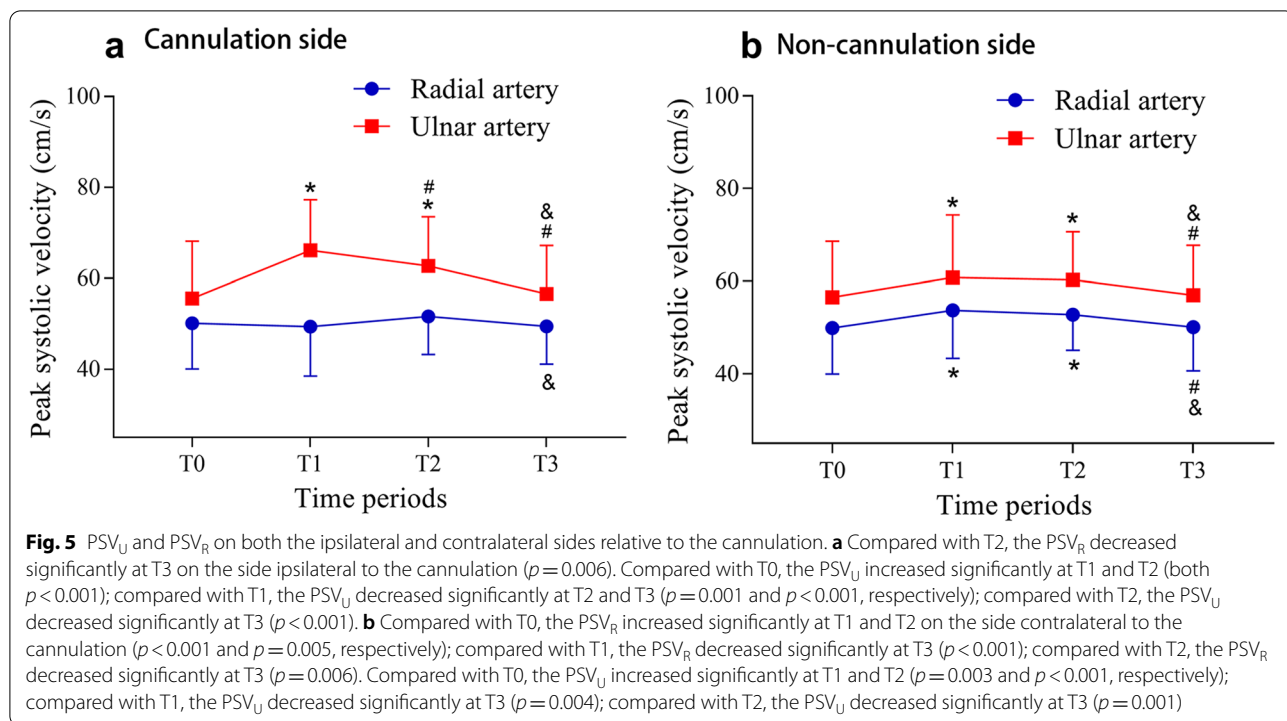 a Cannulation side
Radial artery
Ulnar artery
Peak systolic velocity (cm/s)
100
80
60
40
*
#
*
&
#
&
T0 T1 T2 T3
Time periods
b Non-cannulation side
Radial artery
Ulnar artery
Peak systolic velocity (cm/s)
100
80
60
40
*
*
&
#
*
*
#
&
T0 T1 T2 T3
Time periods
Fig. 5 PSVU and PSVR on both the ipsilateral and contralateral sides relative to the cannulation. a Compared with T2, the PSVR decreased
significantly at T3 on the side ipsilateral to the cannulation (p = 0.006). Compared with T0, the PSVU increased significantly at T1 and T2 (both
p < 0.001); compared with T1, the PSVU decreased significantly at T2 and T3 (p = 0.001 and p < 0.001, respectively); compared with T2, the PSVU
decreased significantly at T3 (p < 0.001). b Compared with T0, the PSVR increased significantly at T1 and T2 on the side contralateral to the
cannulation (p < 0.001 and p = 0.005, respectively); compared with T1, the PSVR decreased significantly at T3 (p < 0.001); compared with T2, the PSVR
decreased significantly at T3 (p = 0.006). Compared with T0, the PSVU increased significantly at T1 and T2 (p = 0.003 and p < 0.001, respectively);
compared with T1, the PSVU decreased significantly at T3 (p = 0.004); compared with T2, the PSVU decreased significantly at T3 (p = 0.001)